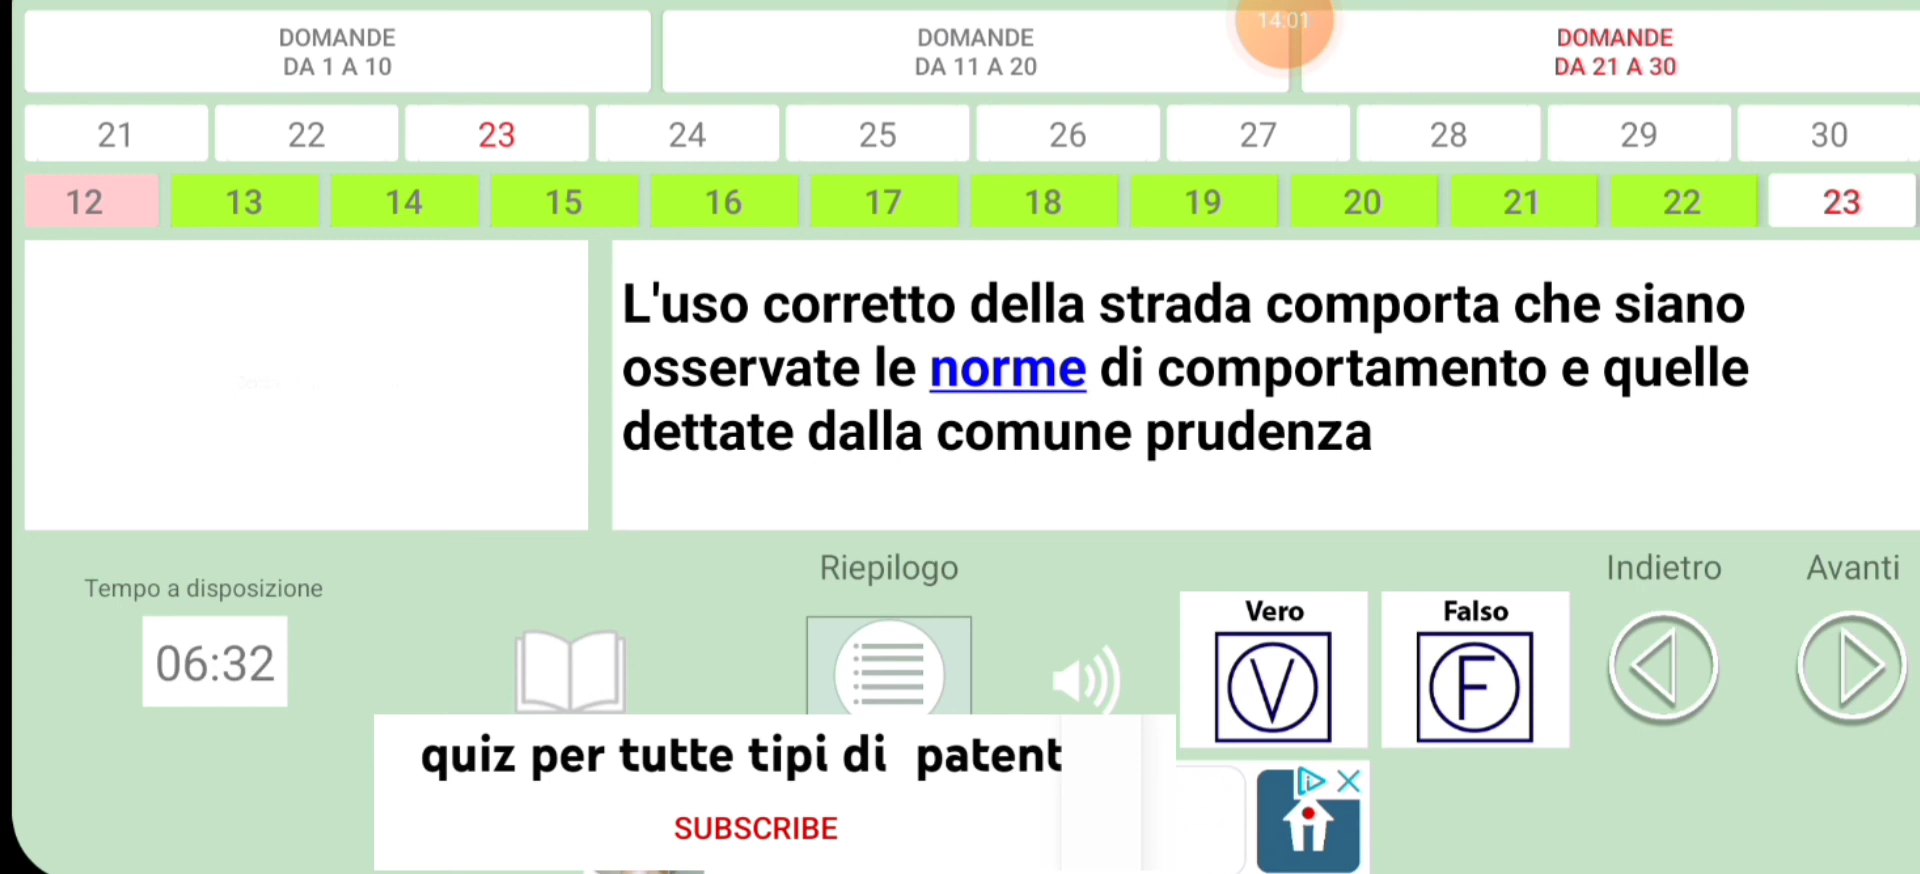 14:01
DOMANDE
DA 1 A 10
DOMANDE
DA 11 A 20
DOMANDE
DA 21 A 30
21 22 23 24 25 26 27 28 29 30
12 13 14 15 16 17 18 19 20 21 22 23
L'uso corretto della strada comporta che siano
osservate le norme di comportamento e quelle
dettate dalla comune prudenza
Tempo a disposizione
06:32
Riepilogo
Vero
V
Falso
F
Indietro
Avanti
quiz per tutte tipi di patent
SUBSCRIBE